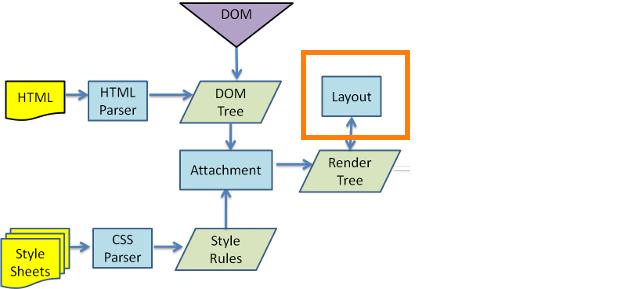 DOM
HTML
HTML
Parser
DOM
Tree
Layout
Attachment
Render
Tree
Style
Sheets
CSS
Parser
Style
Rules